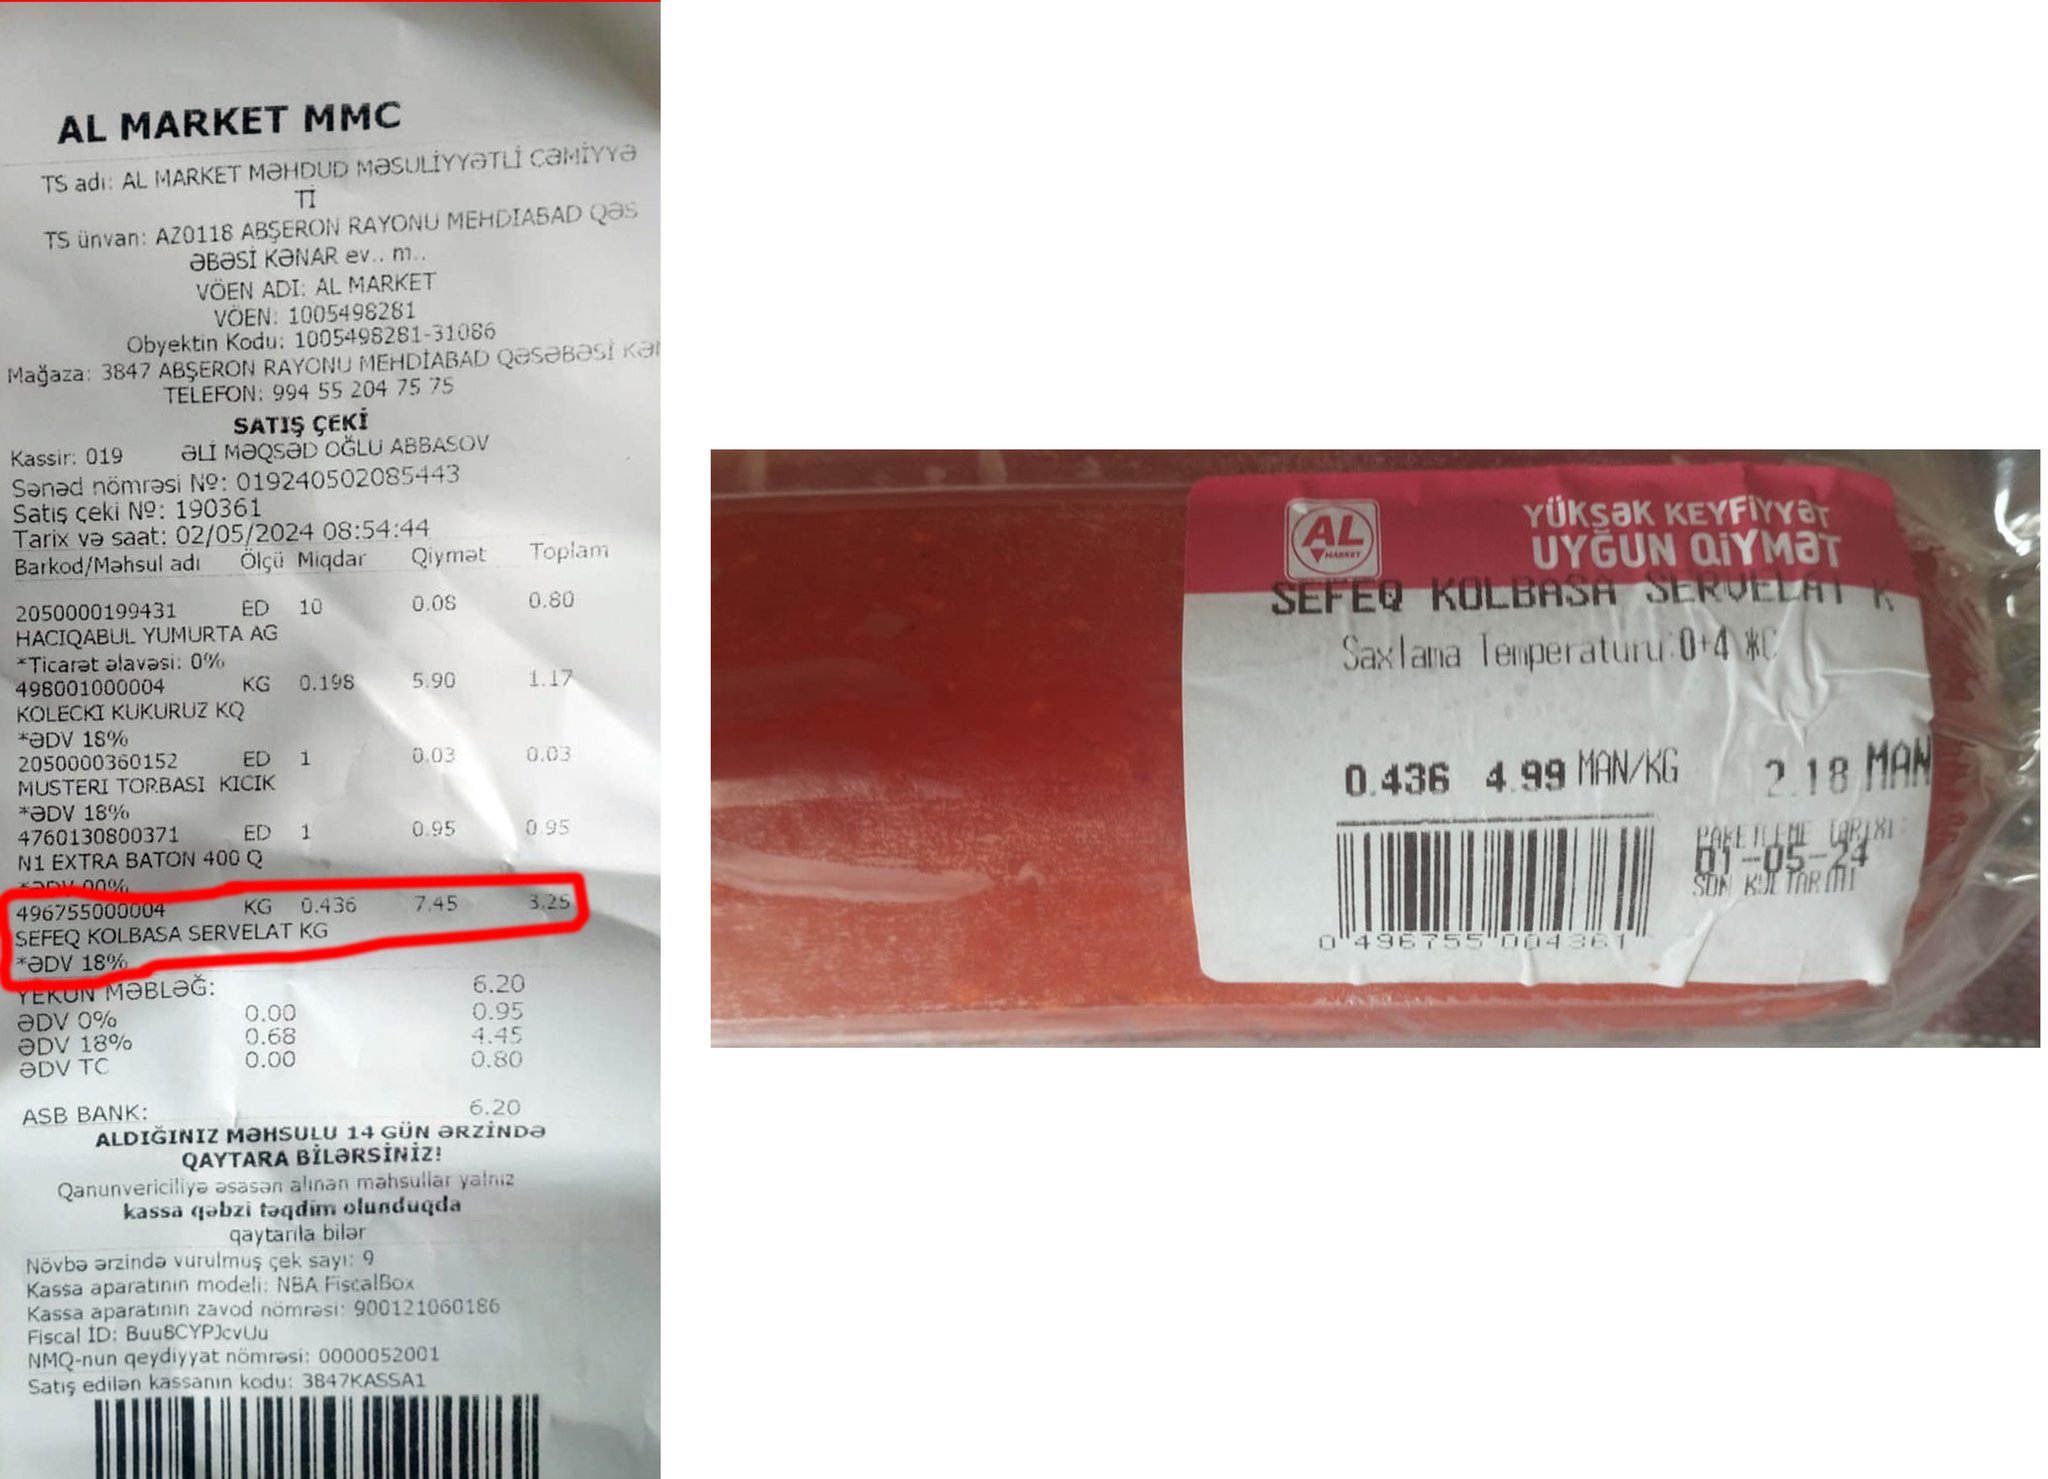 AL MARKET MMC
TS adı: AL MARKET MƏHDUD MƏSULİYYƏTLİ CƏMİYYƏ
Tİ
TS ünvan: AZ0118 ABŞERON RAYONU MEHDIABAD QƏS
ƏBƏSİ KƏNAR ev.. m..
VÖEN ADI: AL MARKET
VÖEN: 1005498281
Obyektin Kodu: 1005498281-31086
Mağaza: 3847 ABŞERON RAYONU MEHDİABAD QƏSƏBƏSİ
TELEFON: 994 55 204 75 75
SATIŞ ÇEKİ
Kassir: 019 ƏLİ MƏQSƏD OĞLU ABBASOV
Sənəd nömrəsi №: 019240502085443
Satış çeki №: 190361
Tarix və saat: 02/05/2024 08:54:44
Barkod/Məhsul adı Ölçü Miqdar Qiymət Toplam
2050000199431 ED 10 0.08 0.80
HACIQABUL YUMURTA AG
*Ticarət əlavəsi: 0%
498001000004 KG 0.198 5.90 1.17
KOLECKI KUKURUZ KQ
*ƏDV 18%
2050000360152 ED 1 0.03 0.03
MUSTERI TORBASI KICIK
*ƏDV 18%
4760130800371 ED 1 0.95 0.95
N1 EXTRA BATON 400 Q
*ƏDV 00%
496755000004 KG 0.436 7.45 3.25
SEFEQ KOLBASA SERVELAT KG
*ƏDV 18%
YEKUN MƏBLƏĞ: 6.20
ƏDV 0% 0.00 0.95
ƏDV 18% 0.68 4.45
ƏDV TC 0.00 0.80
ASB BANK: 6.20
ALDIĞINIZ MƏHSULU 14 GÜN ƏRZİNDƏ
QAYTARA BİLƏRSİNİZ!
Qanunvericiliyə əsasən alınan məhsullar yalnız
kassa qəbzi təqdim olunduqda
qaytarıla bilər
Növbə ərzində vurulmuş çek sayı: 9
Kassa aparatının modeli: NBA FiscalBox
Kassa aparatının zavod nömrəsi: 900121060186
Fiscal İD: Buu8CYPJcvUu
NMQ-nun qeydiyyat nömrəsi: 0000052001
Satış edilən kassanın kodu: 3847KASSA1
AL
MARKET
YÜKSƏK KEYFİYYƏT
UYĞUN QİYMƏT
SEFEQ KOLBASA SERVELAT K
Saxlama Temperaturu:0+4 *C
0.436 4.99 MAN/KG 2.18 MAN
PAKETLEME TARIXI:
01-05-24
SON
0 496755 004361